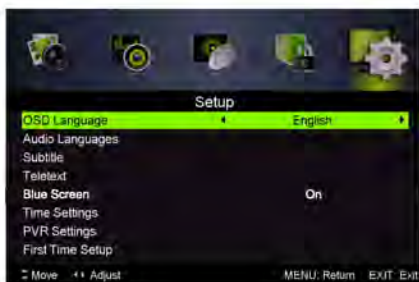 Setup
OSD Language English
Audio Languages
Subtitle
Teletext
Blue Screen On
Time Settings
PVR Settings
First Time Setup
Move Adjust MENU: Return EXIT: Exit